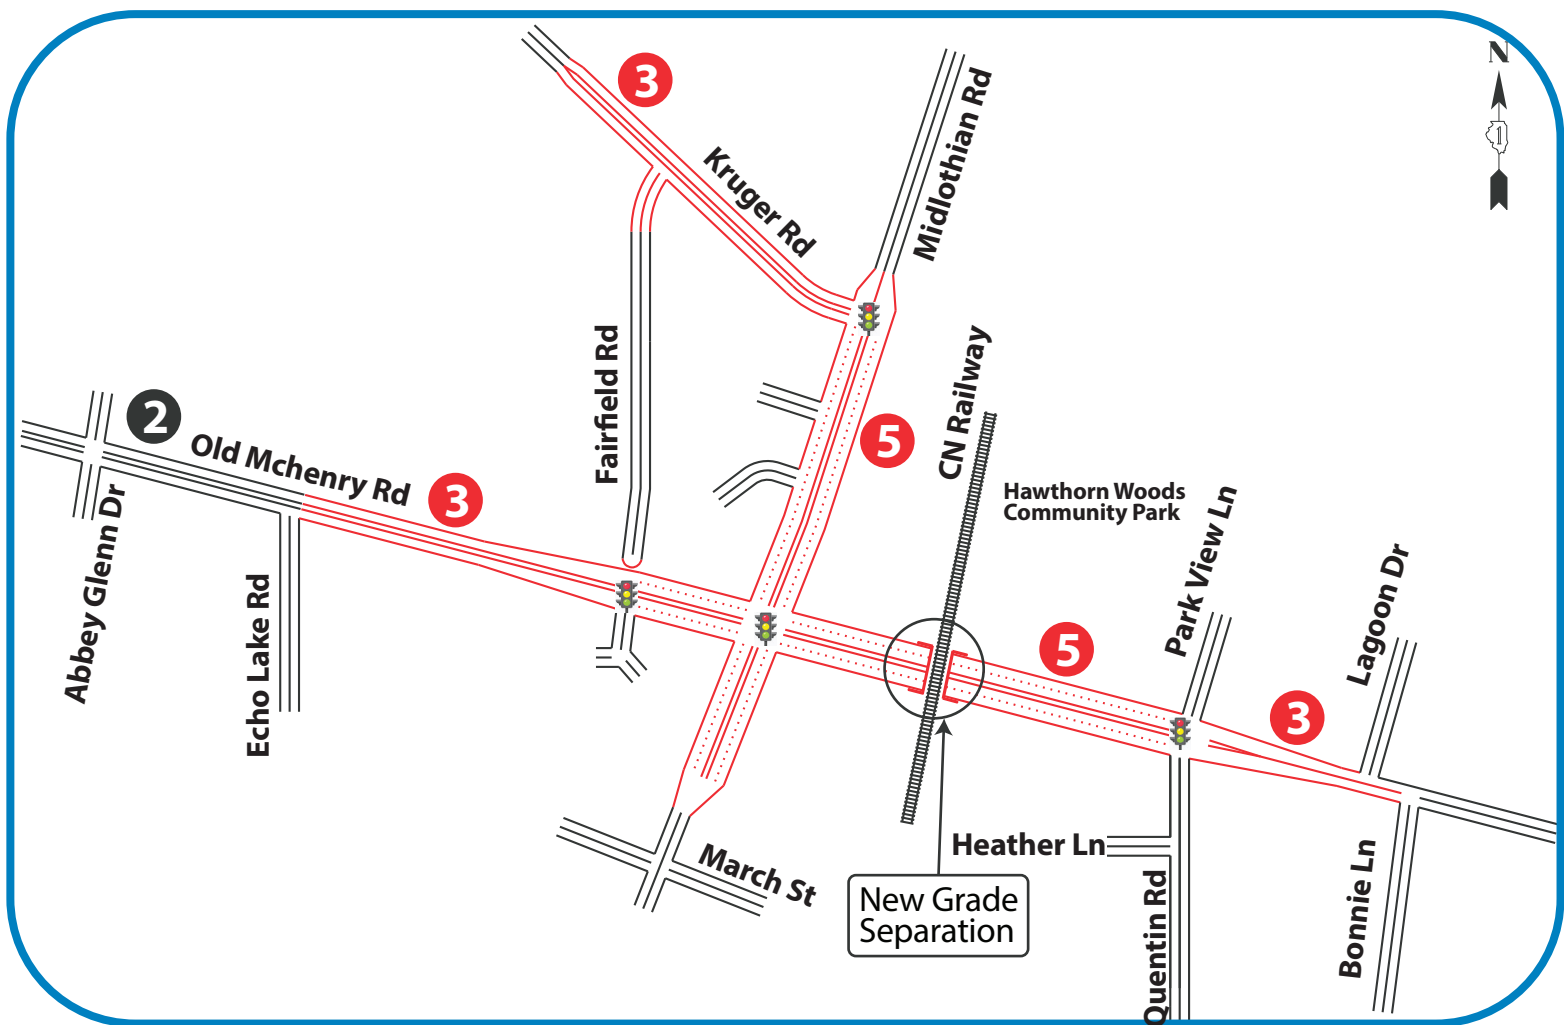 N
1
3
Kruger Rd
Midlothian Rd
Fairfield Rd
CN Railway
2
Old Mchenry Rd
3
5
Hawthorn Woods
Community Park
Abbey Glenn Dr
Echo Lake Rd
Park View Ln
Lagoon Dr
5
3
March St
Heather Ln
New Grade
Separation
Quentin Rd
Bonnie Ln